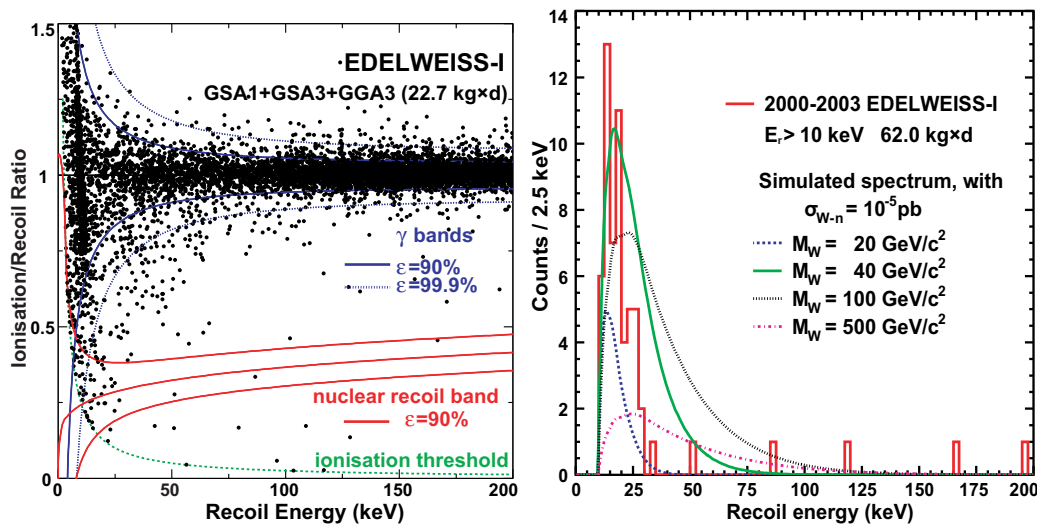 1.5
1
0.5
0
Ionisation/Recoil Ratio
EDELWEISS-I
GSA1+GSA3+GGA3 (22.7 kg×d)
γ bands
ε=90%
ε=99.9%
nuclear recoil band
ε=90%
ionisation threshold
0 50 100 150 200
Recoil Energy (keV)
14
12
10
8
6
4
2
0
Counts / 2.5 keV
2000-2003 EDELWEISS-I
Er > 10 keV 62.0 kg×d
Simulated spectrum, with
σW-n = 10-5 pb
MW = 20 GeV/c2
MW = 40 GeV/c2
MW = 100 GeV/c2
MW = 500 GeV/c2
0 25 50 75 100 125 150 175 200
Recoil energy (keV)